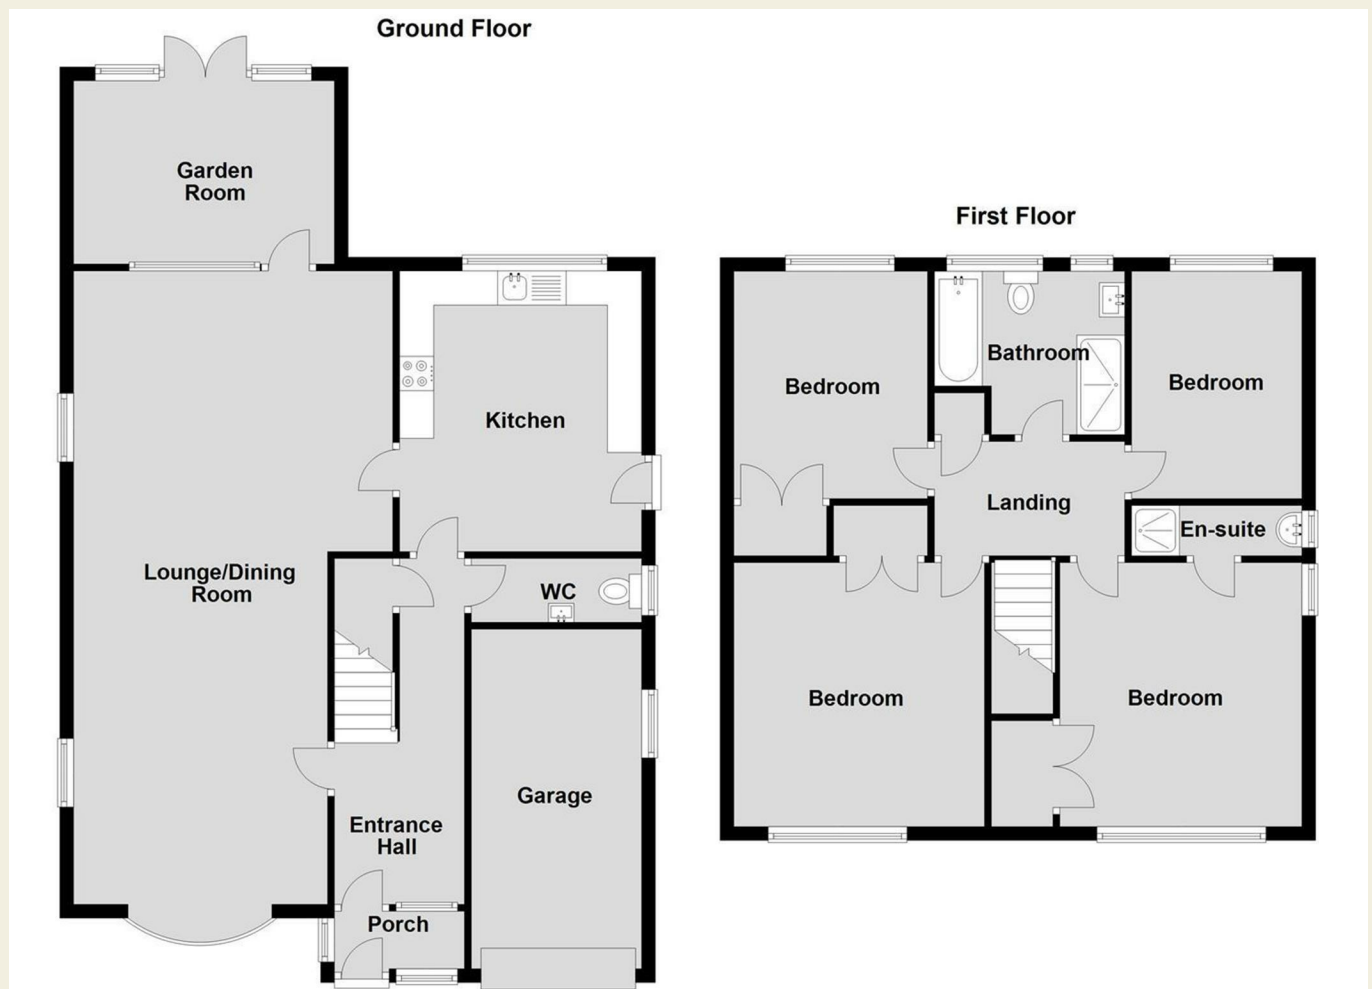 Ground Floor
Garden
Room
Kitchen
Lounge/Dining
Room
WC
Garage
Entrance
Hall
Porch
First Floor
Bathroom
Bedroom
Bedroom
Landing
En-suite
Bedroom
Bedroom